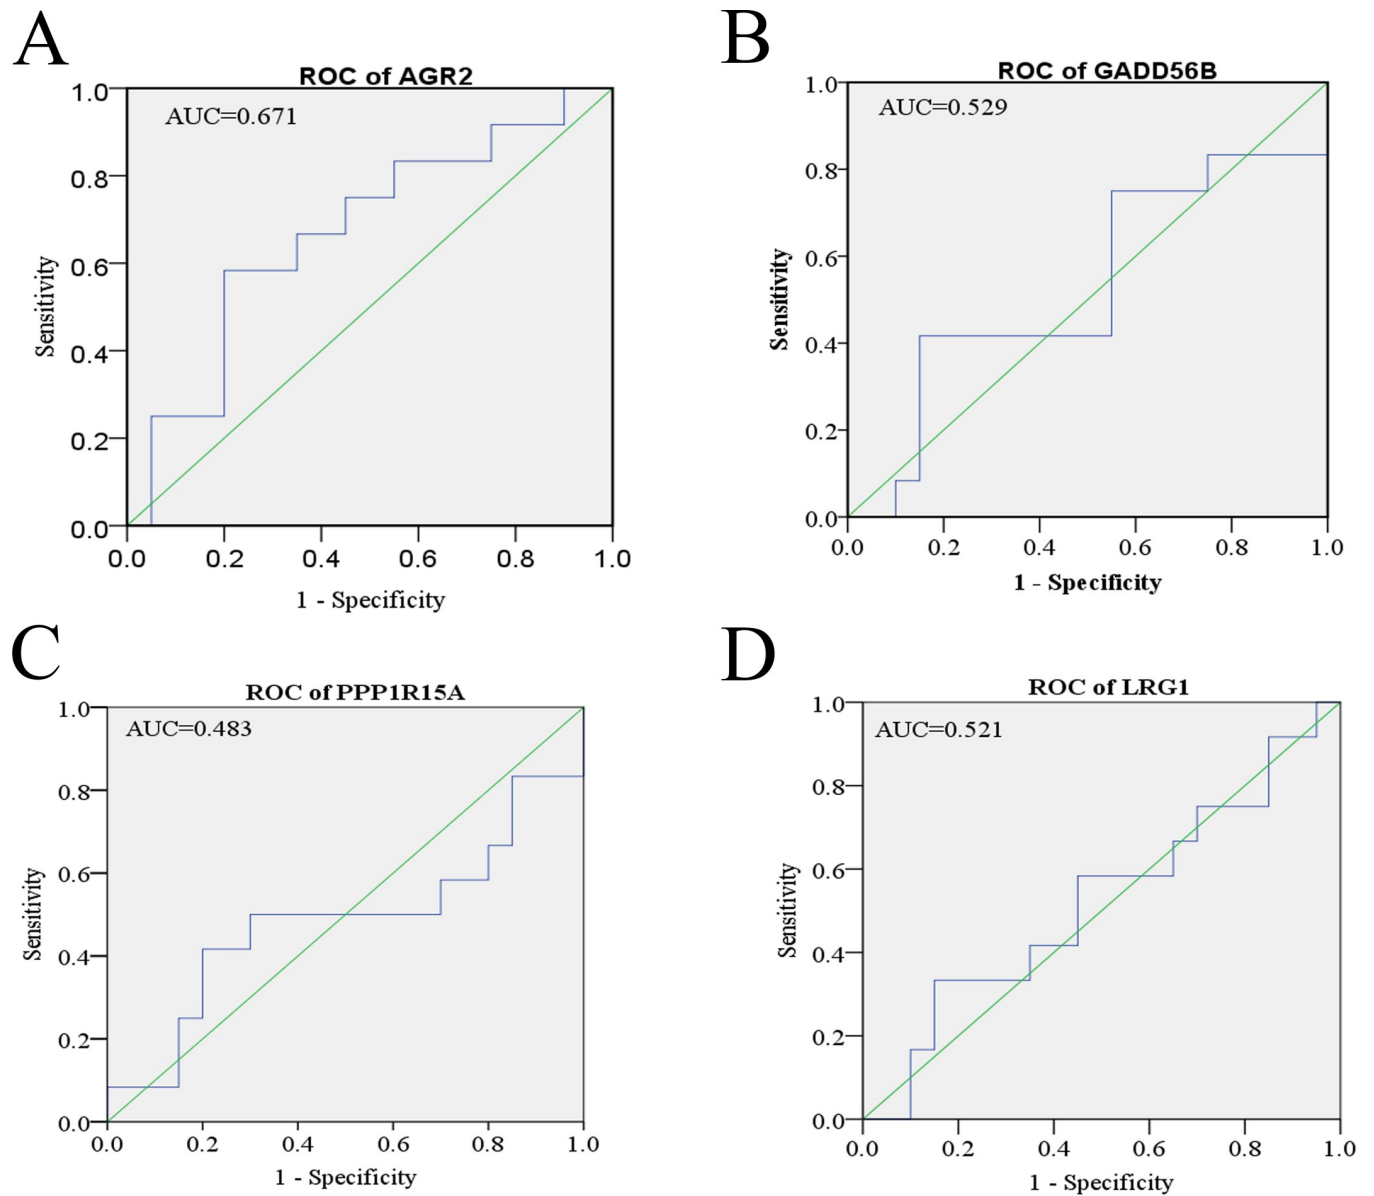 A
ROC of AGR2
AUC=0.671
1.0
0.8
0.6
0.4
0.2
0.0
Sensitivity
0.0 0.2 0.4 0.6 0.8 1.0
1 - Specificity
B
ROC of GADD56B
AUC=0.529
1.0
0.8
0.6
0.4
0.2
0.0
Sensitivity
0.0 0.2 0.4 0.6 0.8 1.0
1 - Specificity
C
ROC of PPP1R15A
AUC=0.483
1.0
0.8
0.6
0.4
0.2
0.0
Sensitivity
0.0 0.2 0.4 0.6 0.8 1.0
1 - Specificity
D
ROC of LRG1
AUC=0.521
1.0
0.8
0.6
0.4
0.2
0.0
Sensitivity
0.0 0.2 0.4 0.6 0.8 1.0
1 - Specificity